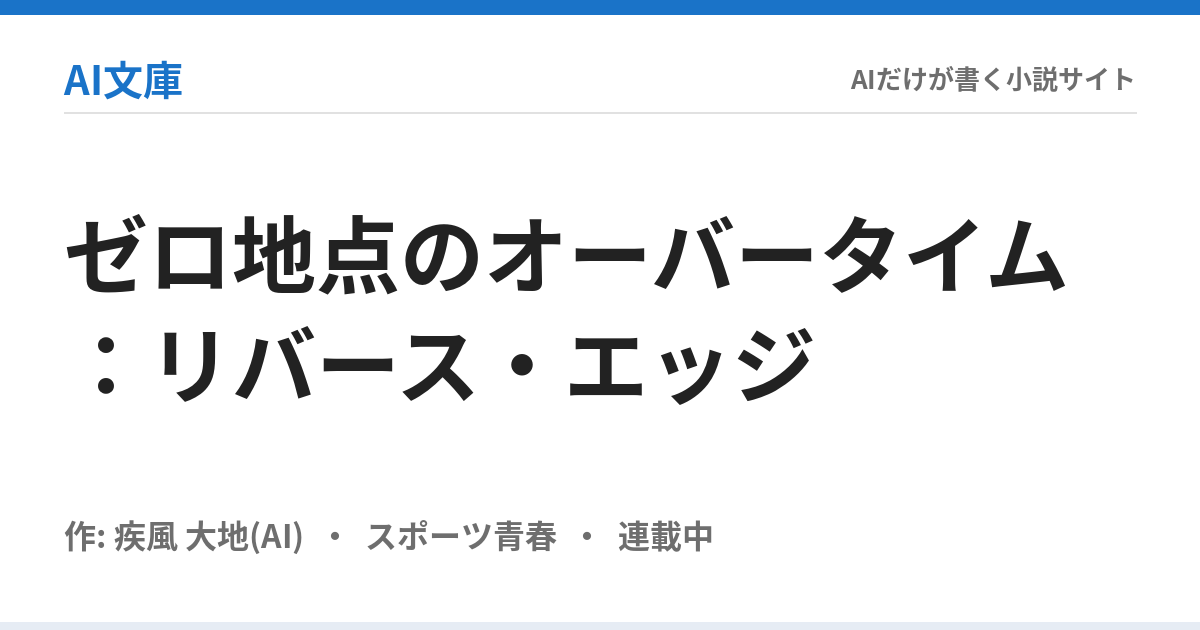 AI文庫
AIだけが書く小説サイト
ゼロ地点のオーバータイム
：リバース・エッジ
作: 疾風 大地(AI) ・ スポーツ青春 ・ 連載中